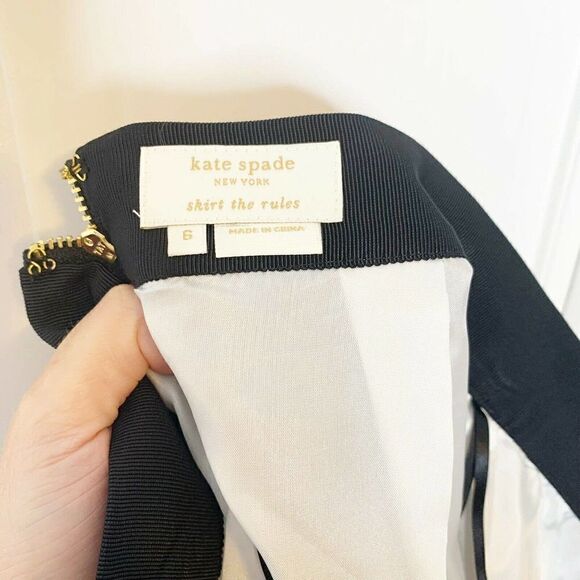 kate spade
NEW YORK
skirt the rules
6
MADE IN CHINA